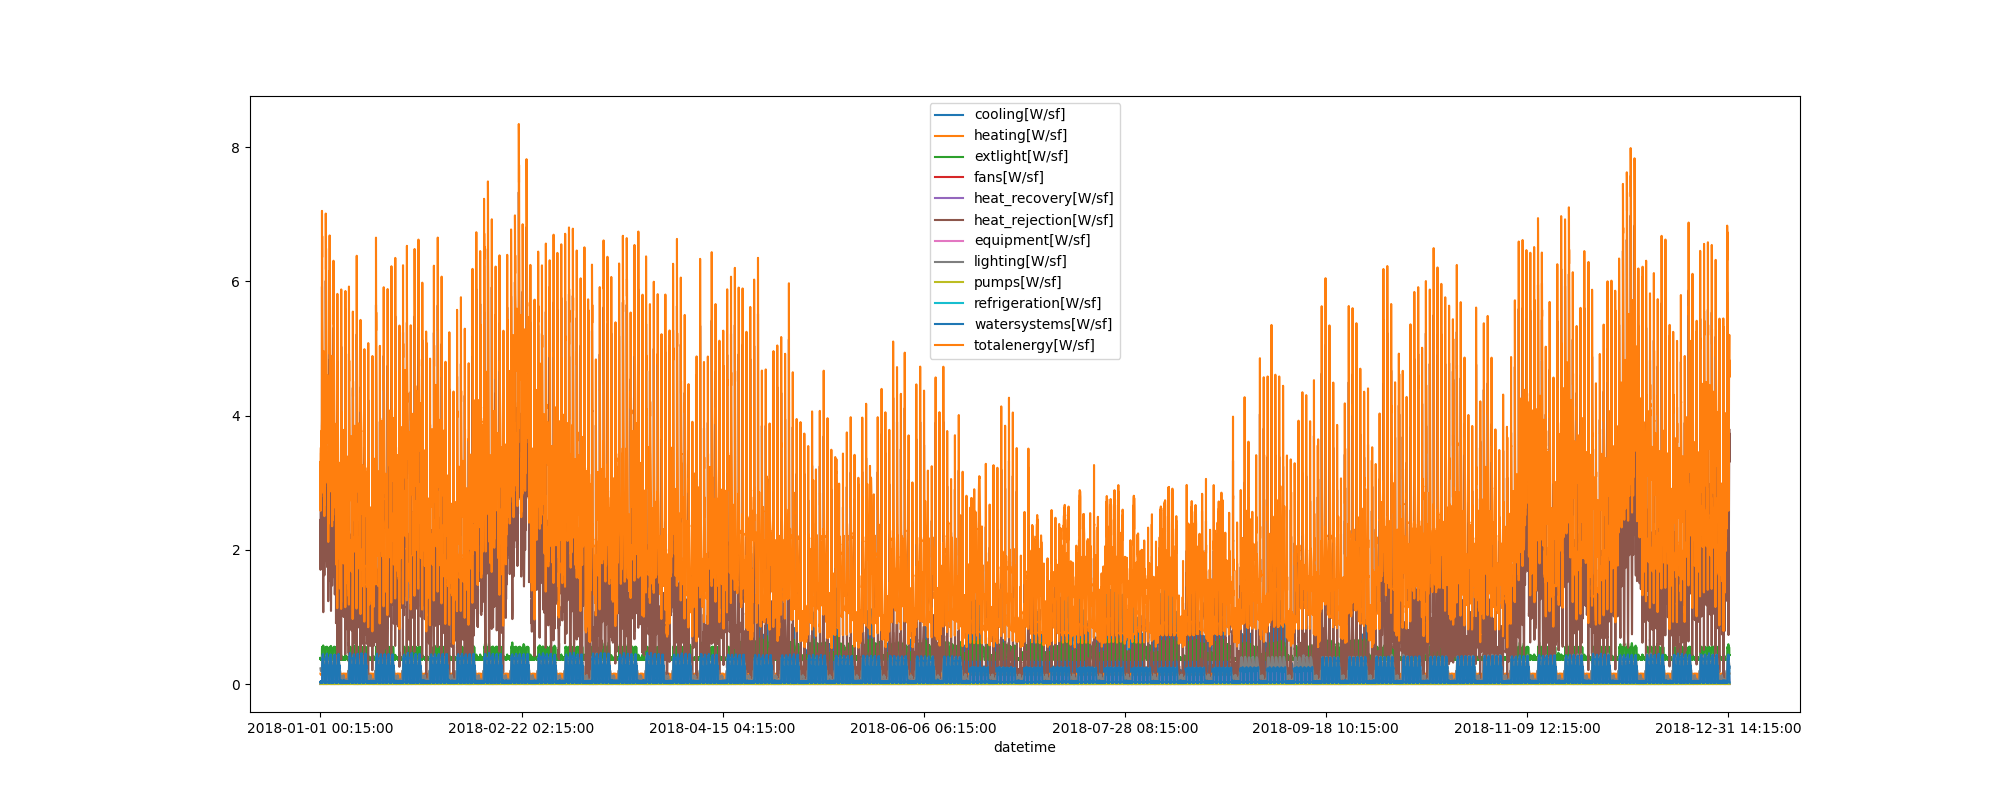 cooling[W/sf]
heating[W/sf]
extlight[W/sf]
fans[W/sf]
heat_recovery[W/sf]
heat_rejection[W/sf]
equipment[W/sf]
lighting[W/sf]
pumps[W/sf]
refrigeration[W/sf]
watersystems[W/sf]
totalenergy[W/sf]
8
6
4
2
0
2018-01-01 00:15:00 2018-02-22 02:15:00 2018-04-15 04:15:00 2018-06-06 06:15:00 2018-07-28 08:15:00 2018-09-18 10:15:00 2018-11-09 12:15:00 2018-12-31 14:15:00
datetime